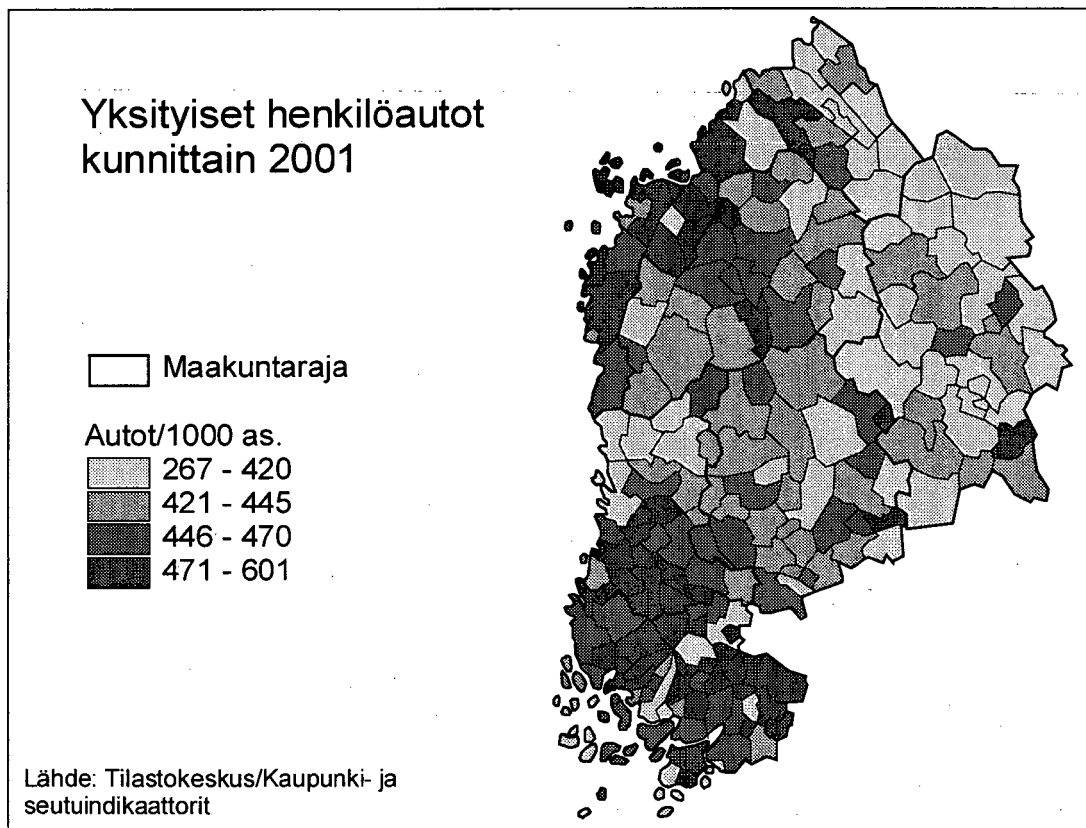 Yksityiset henkilöautot
kunnittain 2001
Maakuntaraja
Autot/1000 as.
267 - 420
421 - 445
446 - 470
471 - 601
Lähde: Tilastokeskus/Kaupunki- ja
seutuindikaattorit